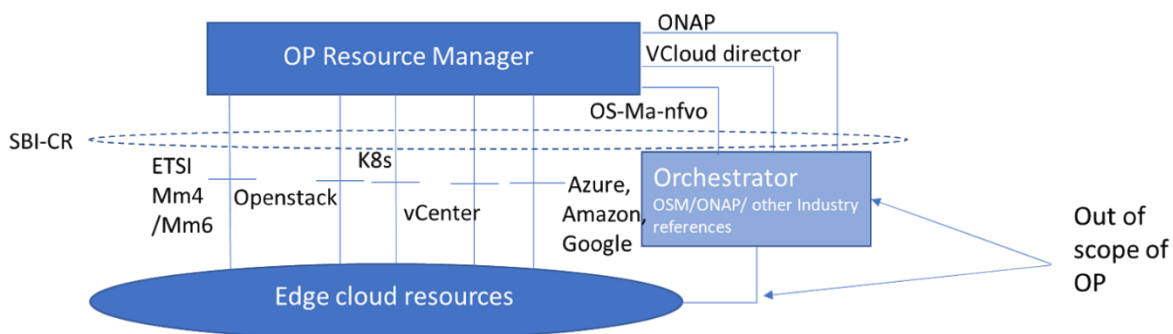 ONAP
OP Resource Manager
VCloud director
OS-Ma-nfvo
SBI-CR
ETSI
Mm4
/Mm6
Openstack
K8s
vCenter
Azure,
Amazon,
Google
Orchestrator
OSM/ONAP/ other Industry
references
Out of
scope of
OP
Edge cloud resources